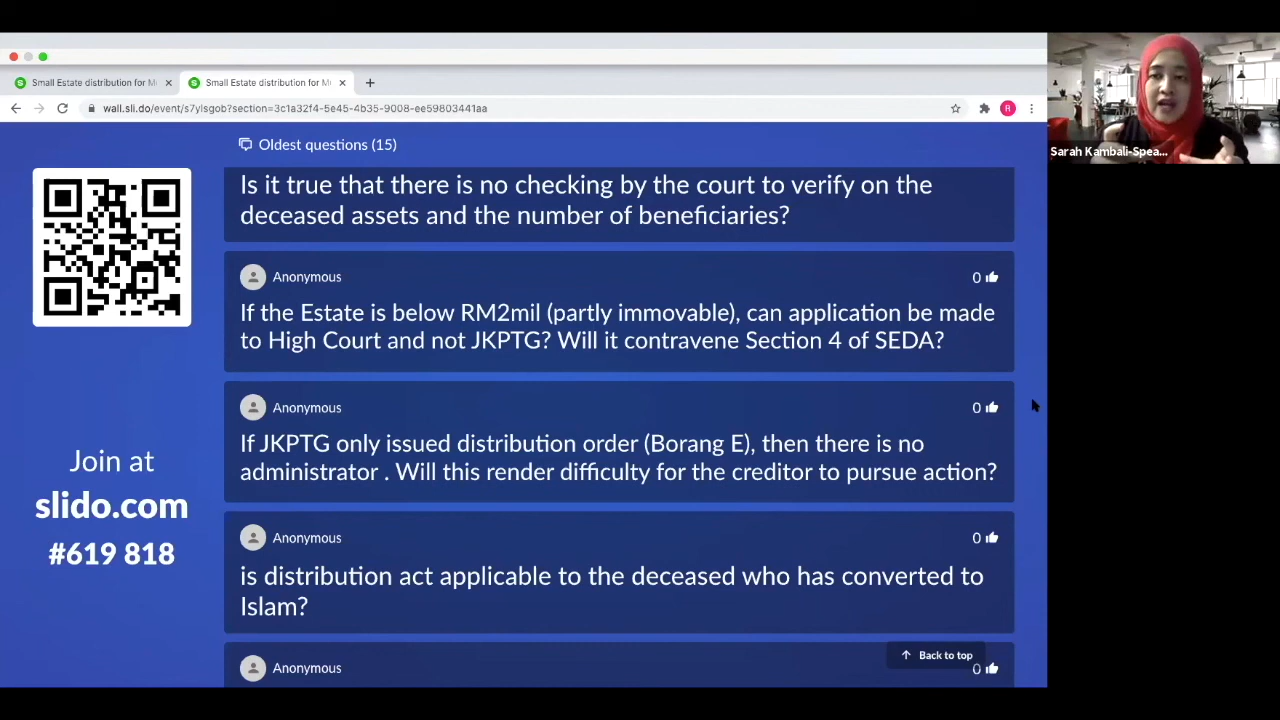 Small Estate distribution for Mu
Small Estate distribution for Mu
wall.sli.do/event/s7ylsgob?section=3c1a32f4-5e45-4b35-9008-ee59803441aa
R
Sarah Kambali-Spea...
Oldest questions (15)
Is it true that there is no checking by the court to verify on the
deceased assets and the number of beneficiaries?
Anonymous
0
If the Estate is below RM2mil (partly immovable), can application be made
to High Court and not JKPTG? Will it contravene Section 4 of SEDA?
Anonymous
0
If JKPTG only issued distribution order (Borang E), then there is no
administrator . Will this render difficulty for the creditor to pursue action?
Anonymous
0
is distribution act applicable to the deceased who has converted to
Islam?
Anonymous
0
Back to top
Join at
slido.com
#619 818